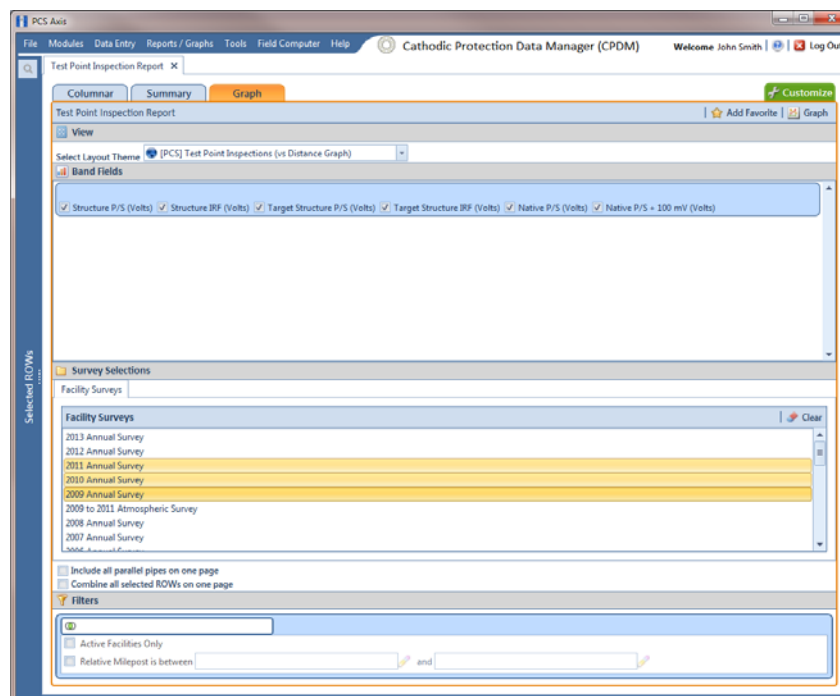 PCS Axis
File Modules Data Entry Reports / Graphs Tools Field Computer Help Cathodic Protection Data Manager (CPDM) Welcome John Smith Log Ou
Test Point Inspection Report
Columnar Summary Graph Customize
Test Point Inspection Report Add Favorite Graph
View
Select Layout Theme [PCS] Test Point Inspections (vs Distance Graph)
Band Fields
Structure P/S (Volts) Structure IRF (Volts) Target Structure P/S (Volts) Target Structure IRF (Volts) Native P/S (Volts) Native P/S + 100 mV (Volts)
Selected ROWs
Survey Selections
Facility Surveys
Facility Surveys Clear
2013 Annual Survey
2012 Annual Survey
2011 Annual Survey
2010 Annual Survey
2009 Annual Survey
2009 to 2011 Atmospheric Survey
2008 Annual Survey
2007 Annual Survey
2006 Annual Survey
Include all parallel pipes on one page
Combine all selected ROWs on one page
Filters
Active Facilities Only
Relative Milepost is between and